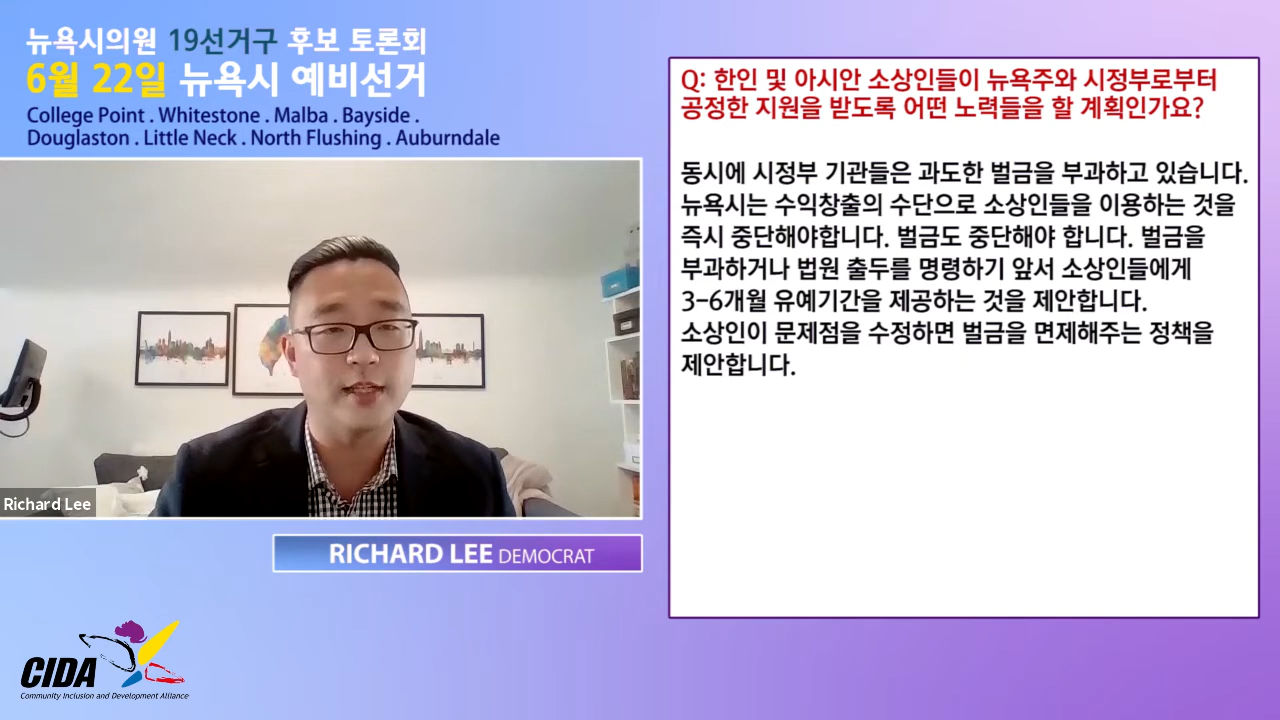 뉴욕시의원 19선거구 후보 토론회
6월 22일 뉴욕시 예비선거
College Point . Whitestone . Malba . Bayside .
Douglaston . Little Neck . North Flushing . Auburndale
Richard Lee
RICHARD LEE DEMOCRAT
CIDA
Community Inclusion and Development Alliance
Q: 한인 및 아시안 소상인들이 뉴욕주와 시정부로부터
공정한 지원을 받도록 어떤 노력들을 할 계획인가요?
동시에 시정부 기관들은 과도한 벌금을 부과하고 있습니다.
뉴욕시는 수익창출의 수단으로 소상인들을 이용하는 것을
즉시 중단해야합니다. 벌금도 중단해야 합니다. 벌금을
부과하거나 법원 출두를 명령하기 앞서 소상인들에게
3-6개월 유예기간을 제공하는 것을 제안합니다.
소상인이 문제점을 수정하면 벌금을 면제해주는 정책을
제안합니다.